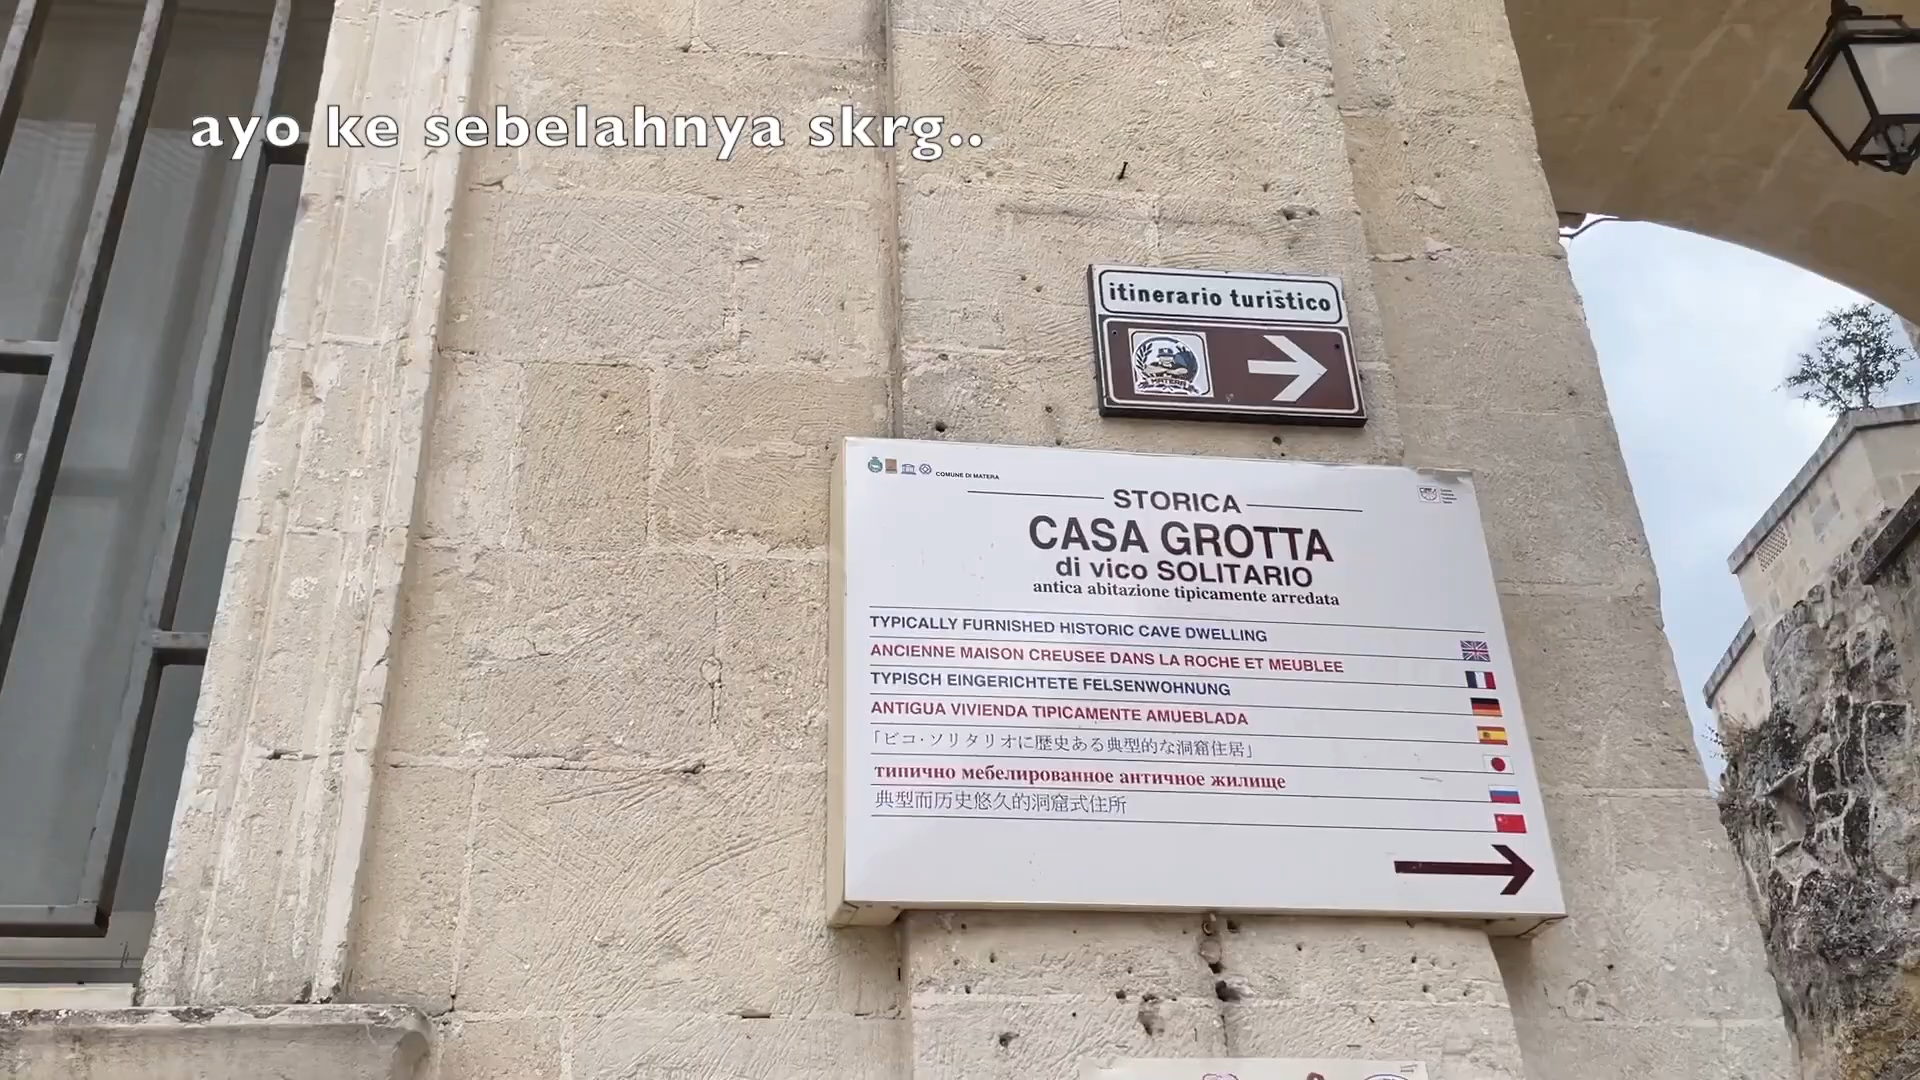 ayo ke sebelahnya skrg..
itinerario turistico
MATERA
COMUNE DI MATERA
STORICA
CASA GROTTA
di vico SOLITARIO
antica abitazione tipicamente arredata
TYPICALLY FURNISHED HISTORIC CAVE DWELLING
ANCIENNE MAISON CREUSEE DANS LA ROCHE ET MEUBLEE
TYPISCH EINGERICHTETE FELSENWOHNUNG
ANTIGUA VIVIENDA TIPICAMENTE AMUEBLADA
「ビコ·ソリタリオに歴史ある典型的な洞窟住居」
типично мебелированное античное жилище
典型而历史悠久的洞窟式住所